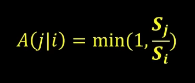 A(j|i) = min(1, S_j/S_i)